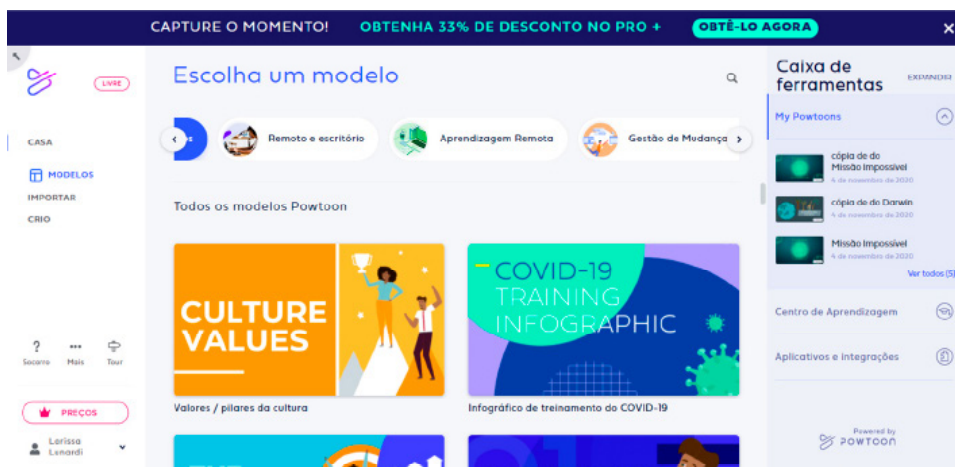 CAPTURE O MOMENTO! OBTENHA 33% DE DESCONTO NO PRO + OBTÊ-LO AGORA
LIVRE
CASA
MODELOS
IMPORTAR
CRIO
?
Socorro Mais Tour
PREÇOS
Larissa
Lunardi
Escolha um modelo
Remoto e escritório Aprendizagem Remota Gestão de Mudança
Todos os modelos Powtoon
CULTURE
VALUES
Valores / pilares da cultura
COVID-19
TRAINING
INFOGRAPHIC
Infográfico de treinamento do COVID-19
Caixa de
ferramentas
My Powtoons
cópia de do
Missão Impossível
4 de novembro de 2020
cópia de do Darwin
4 de novembro de 2020
Missão Impossível
4 de novembro de 2020
Ver todos (5)
Centro de Aprendizagem
Aplicativos e integrações
Powered by
POWTOON